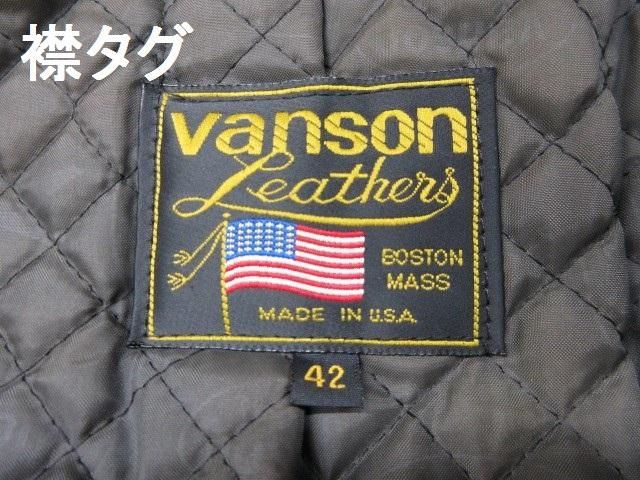 襟タグ
vanson
Leathers
BOSTON
MASS
MADE IN U.S.A.
42